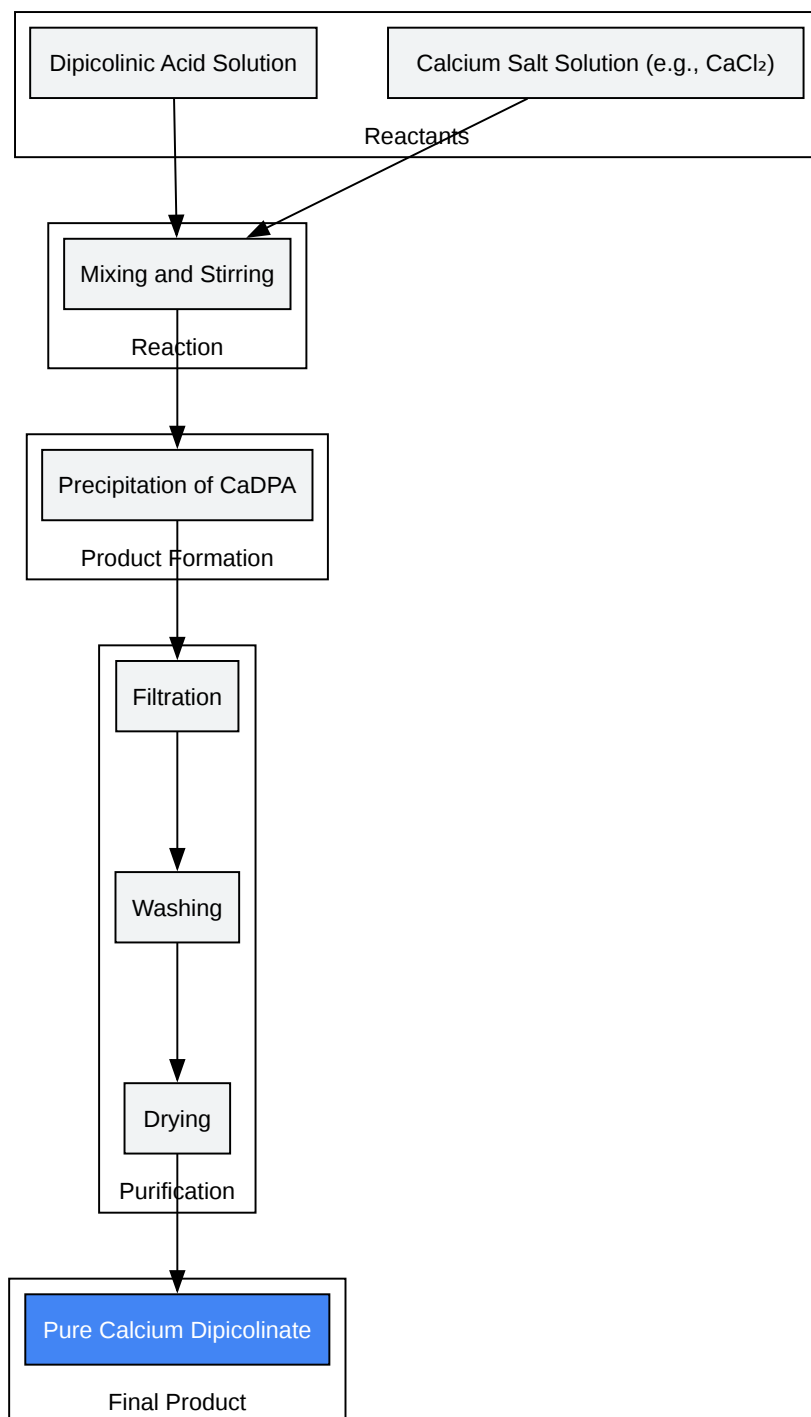 Dipicolinic Acid Solution
Calcium Salt Solution (e.g., CaCl₂)
Reactants
Mixing and Stirring
Reaction
Precipitation of CaDPA
Product Formation
Filtration
Washing
Drying
Purification
Pure Calcium Dipicolinate
Final Product